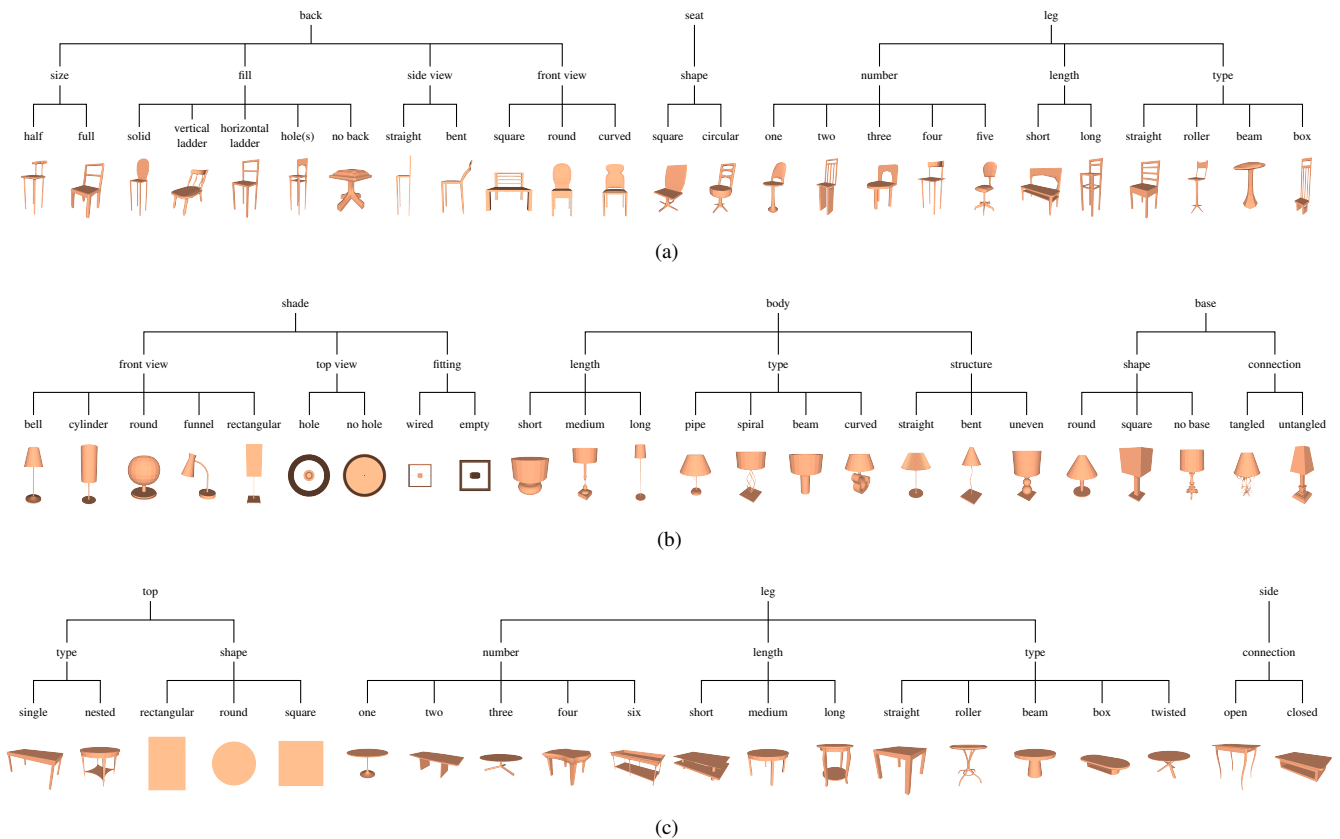 back seat leg
size fill side view front view shape number length type
half full solid vertical ladder horizontal ladder hole(s) no back straight bent square round curved square circular one two three four five short long straight roller beam box
(a)
shade body base
front view top view fitting length type structure shape connection
bell cylinder round funnel rectangular hole no hole wired empty short medium long pipe spiral beam curved straight bent uneven round square no base tangled untangled
(b)
top leg side
type shape number length type connection
single nested rectangular round square one two three four six short medium long straight roller beam box twisted open closed
(c)